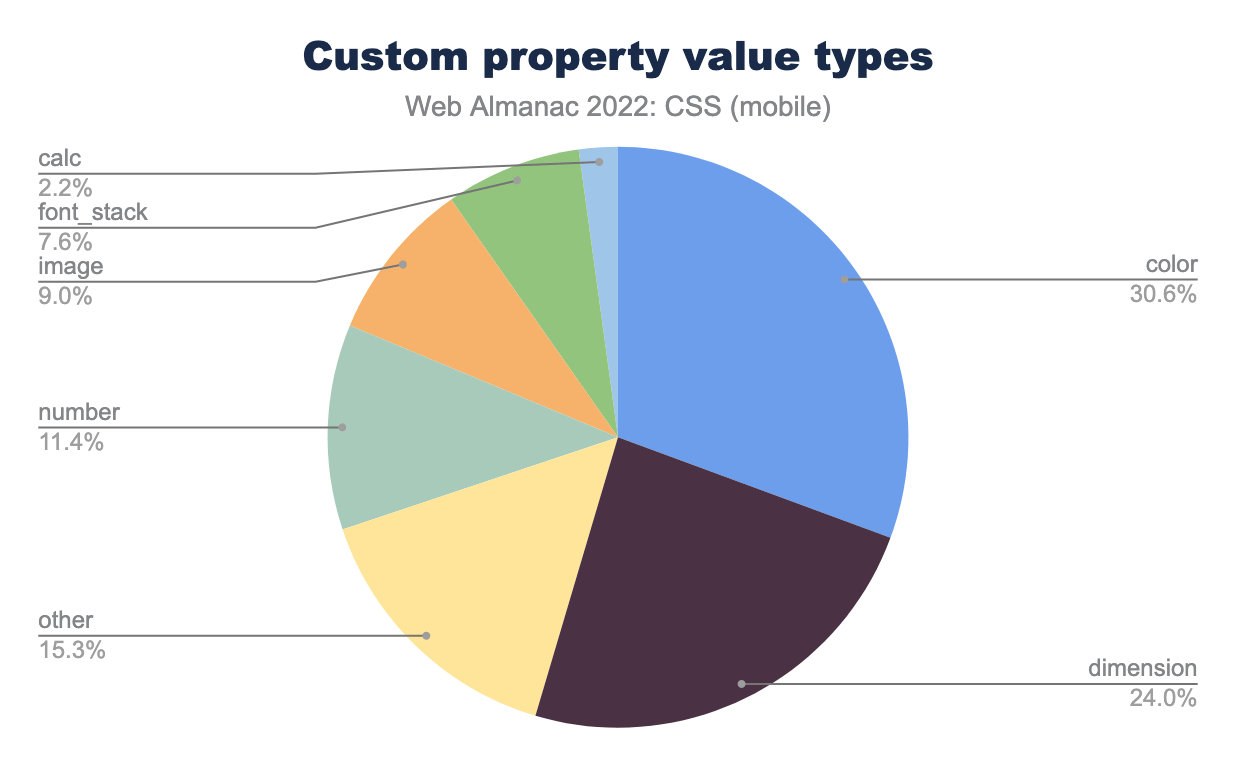 Custom property value types
Web Almanac 2022: CSS (mobile)
calc
2.2%
font_stack
7.6%
image
9.0%
number
11.4%
other
15.3%
color
30.6%
dimension
24.0%